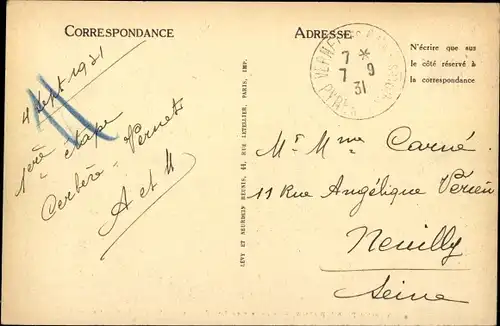 CORRESPONDANCE
ADRESSE
N'écrire que sur
le côté réservé à
la correspondance
7 *
7 9
31
4 Sept 1931
1ère étape
Cerbère - Vernet
A et M
LÉVY ET NEURDEIN RÉUNIS, 44, RUE LETELLIER, PARIS, IMP.
Mr Mme Carné
11 Rue Angélique Vérien
Neuilly
Seine